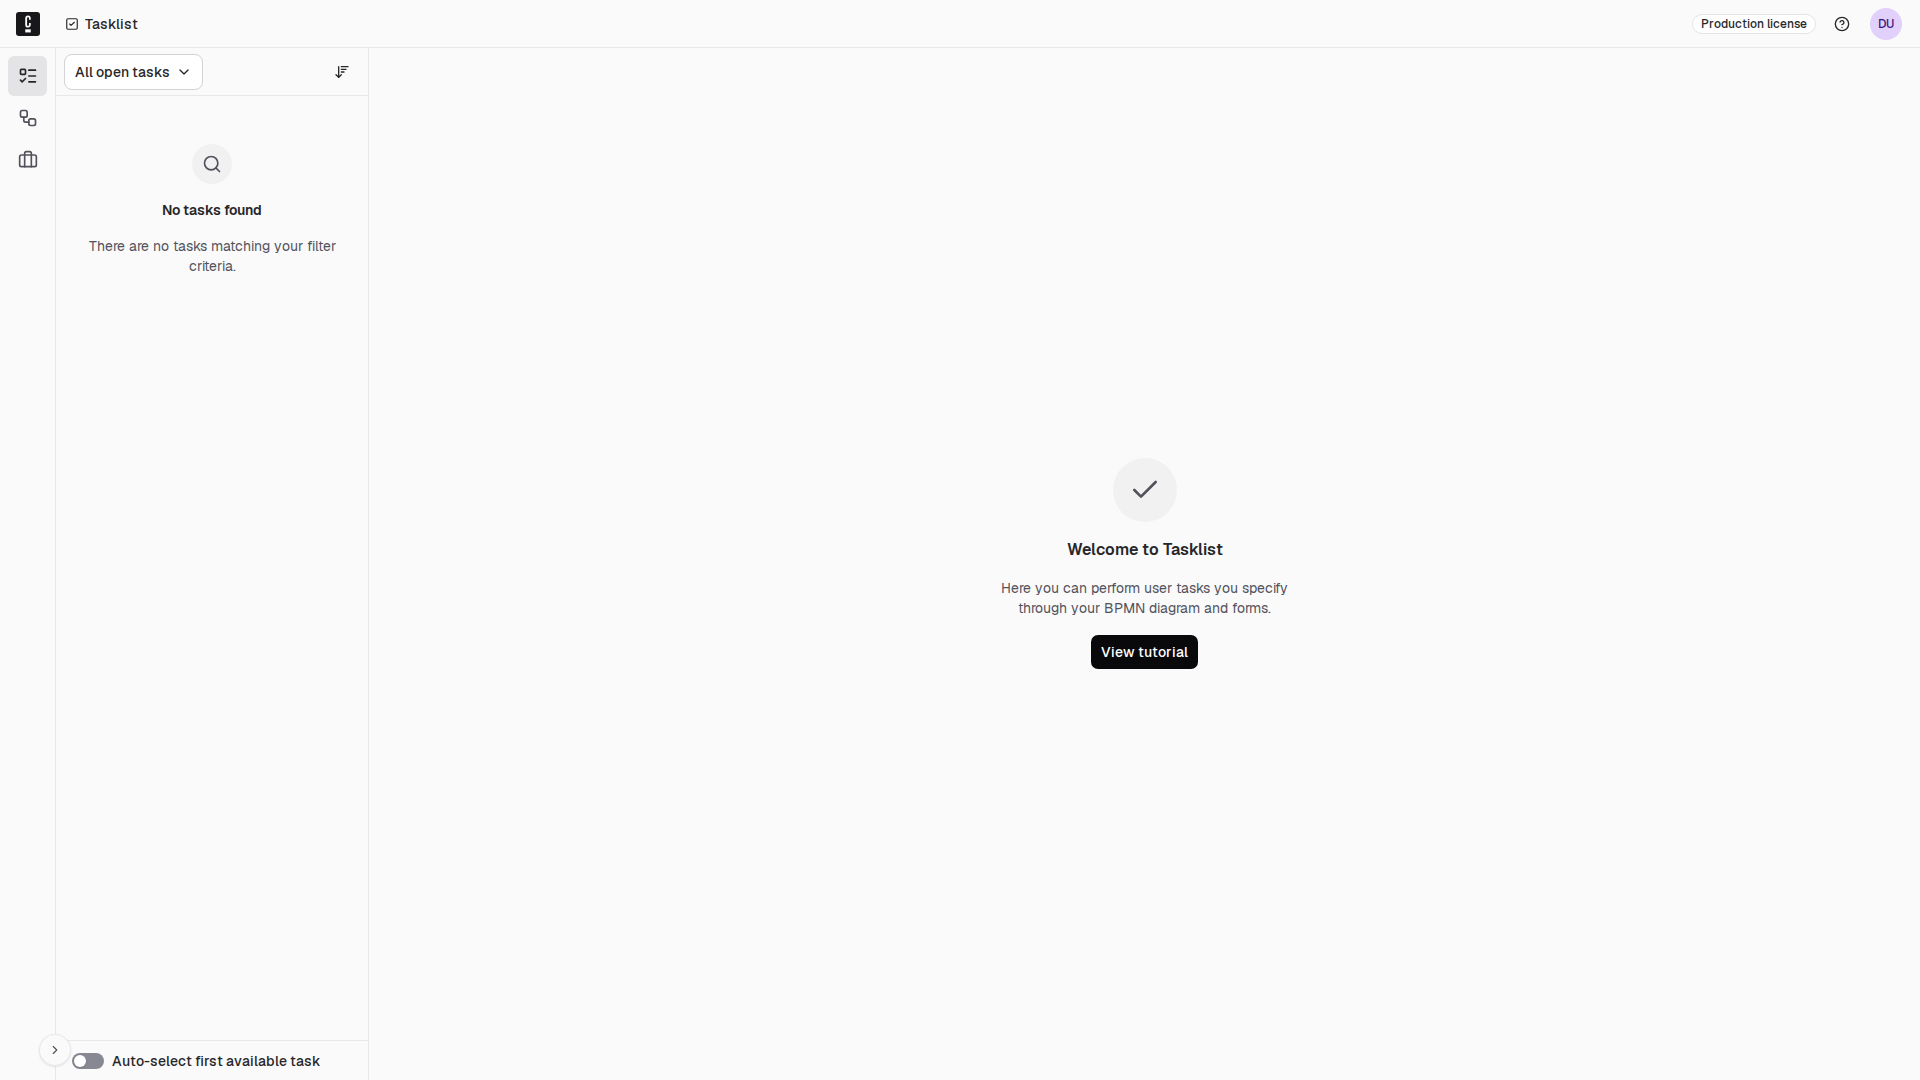 Tasklist
Production license
DU
All open tasks
No tasks found
There are no tasks matching your filter
criteria.
Welcome to Tasklist
Here you can perform user tasks you specify
through your BPMN diagram and forms.
View tutorial
Auto-select first available task